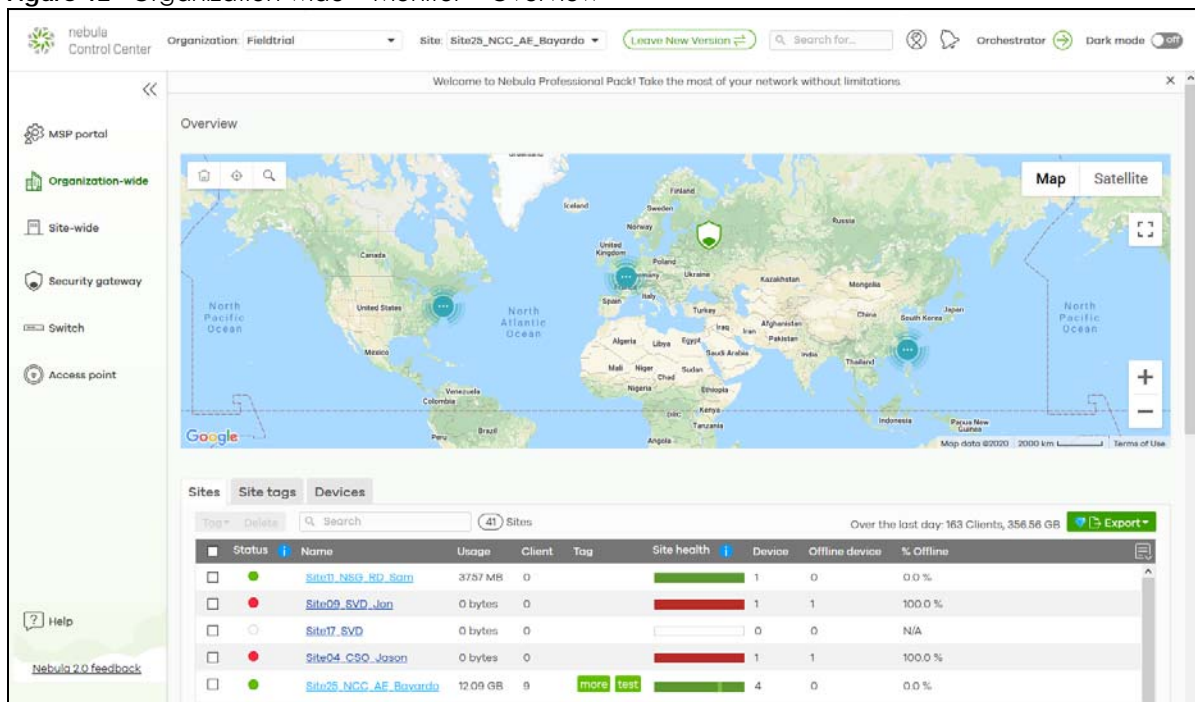 Figure 12 Organization-wide > Monitor > Overview
nebula
Control Center
Organization: Fieldtrial
Site: Site25_NCC_AE_Bayardo
Leave New Version
Search for...
Orchestrator
Dark mode
off
Welcome to Nebula Professional Pack! Take the most of your network without limitations.
MSP portal
Organization-wide
Site-wide
Security gateway
Switch
Access point
Help
Nebula 2.0 feedback
Overview
Map
Satellite
Iceland
Finland
Sweden
Norway
Russia
United Kingdom
Poland
Germany
Ukraine
Kazakhstan
Mongolia
Canada
France
Spain
Italy
Turkey
North Pacific Ocean
United States
North Atlantic Ocean
Iraq
Iran
Afghanistan
Pakistan
China
South Korea
Japan
North Pacific Ocean
Algeria
Libya
Egypt
Saudi Arabia
India
Thailand
Mexico
Mali
Niger
Chad
Sudan
Nigeria
Ethiopia
Venezuela
Colombia
DRC
Kenya
Tanzania
Indonesia
Papua New Guinea
Brazil
Peru
Angola
Google
Map data ©2020
2000 km
Terms of Use
Sites
Site tags
Devices
Tag
Delete
Search
41 Sites
Over the last day: 163 Clients, 356.56 GB
Export
Status Name Usage Client Tag Site health Device Offline device % Offline
Site11_NSG_RD_Sam 37.57 MB 0 1 0 0.0 %
Site09_SVD_Jon 0 bytes 0 1 1 100.0 %
Site17_SVD 0 bytes 0 0 0 N/A
Site04_CSO_Jason 0 bytes 0 1 1 100.0 %
Site25_NCC_AE_Bayardo 12.09 GB 9 more test 4 0 0.0 %